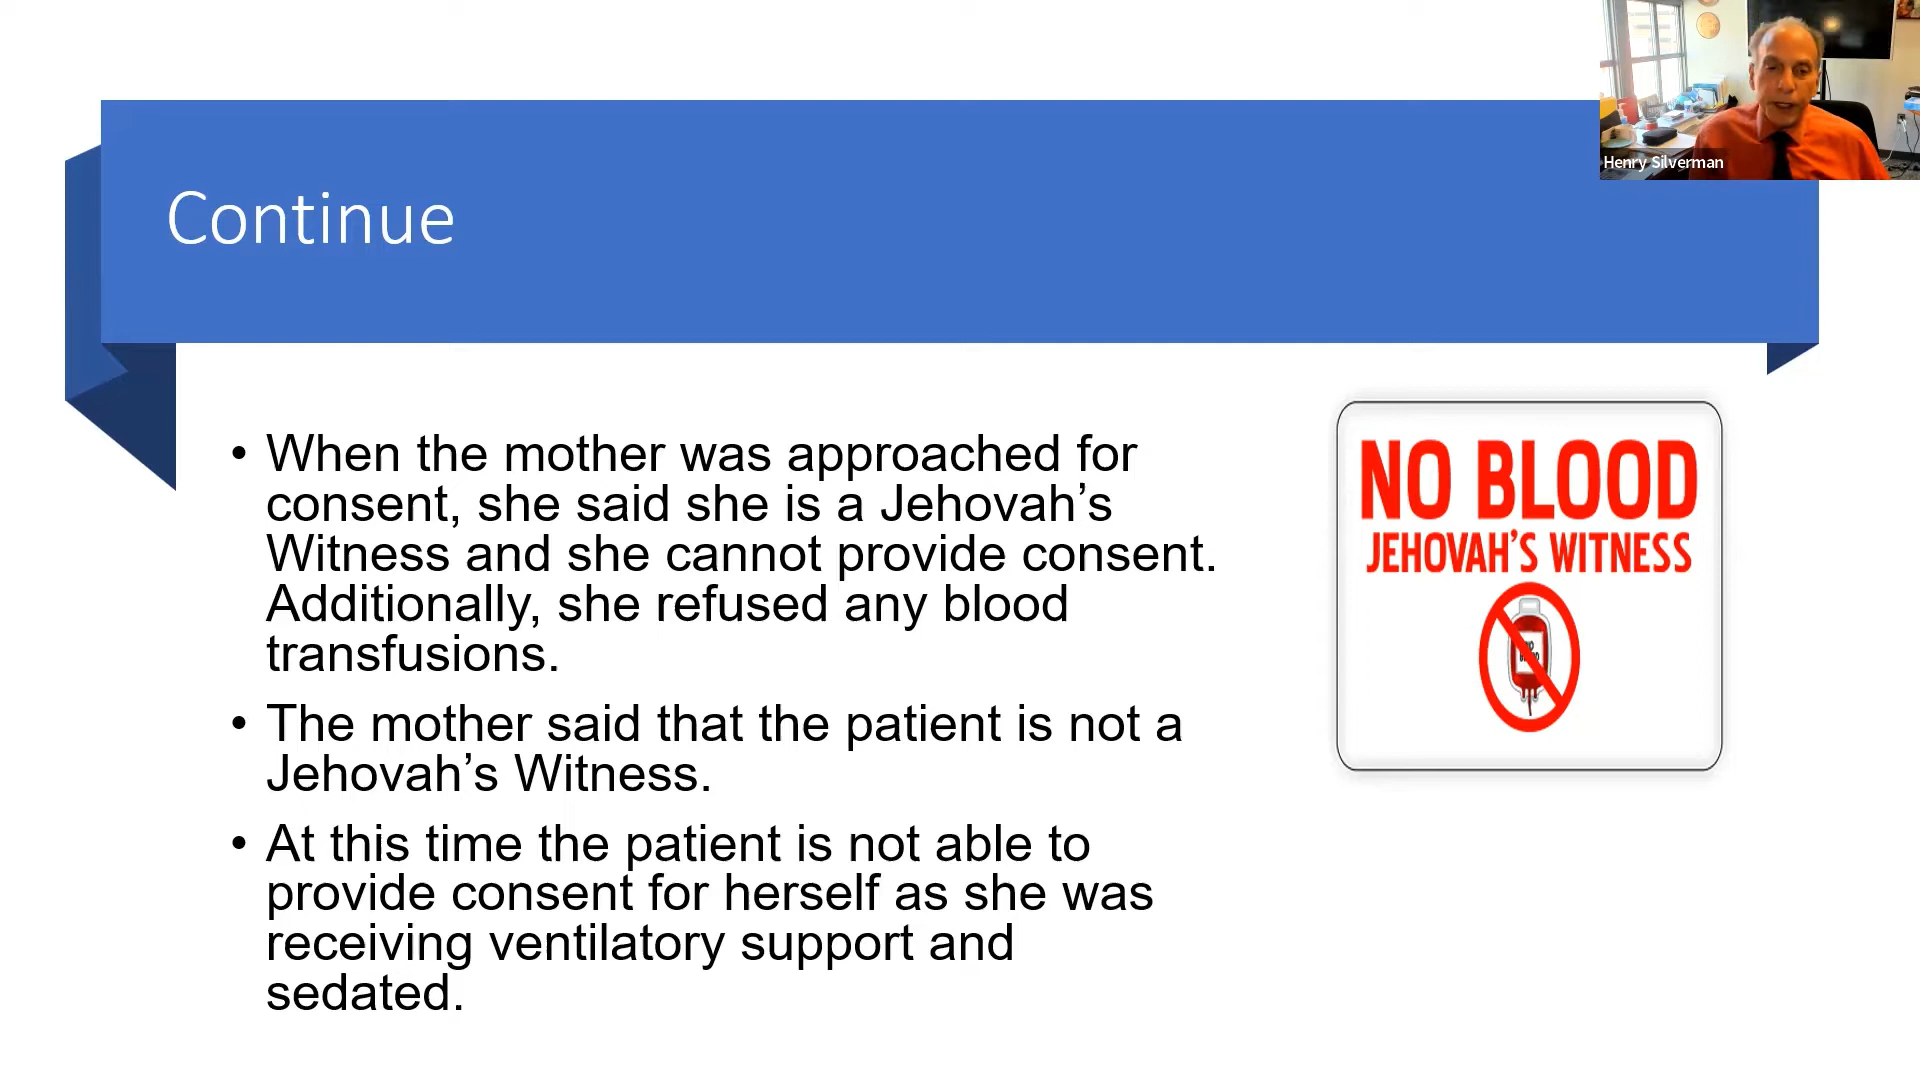 Henry Silverman
Continue
• When the mother was approached for
consent, she said she is a Jehovah’s
Witness and she cannot provide consent.
Additionally, she refused any blood
transfusions.
• The mother said that the patient is not a
Jehovah’s Witness.
• At this time the patient is not able to
provide consent for herself as she was
receiving ventilatory support and
sedated.
NO BLOOD
JEHOVAH’S WITNESS